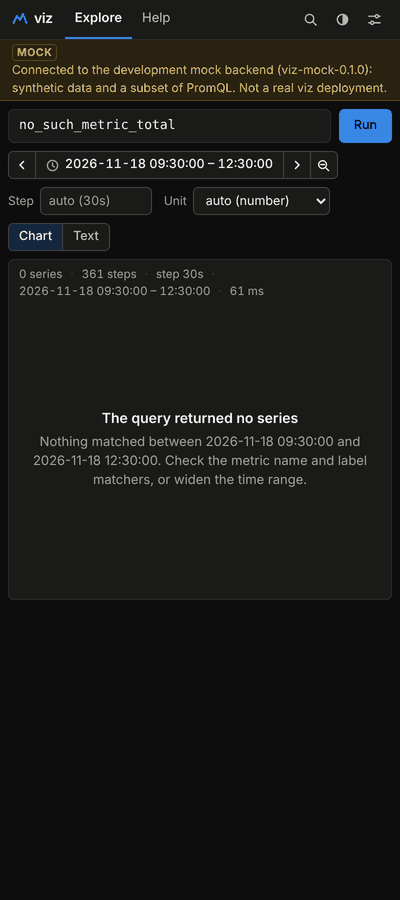 viz Explore Help
MOCK
Connected to the development mock backend (viz-mock-0.1.0):
synthetic data and a subset of PromQL. Not a real viz deployment.
no_such_metric_total Run
2026-11-18 09:30:00 – 12:30:00
Step auto (30s) Unit auto (number)
Chart Text
0 series · 361 steps · step 30s ·
2026-11-18 09:30:00 – 12:30:00 · 61 ms
The query returned no series
Nothing matched between 2026-11-18 09:30:00 and
2026-11-18 12:30:00. Check the metric name and label
matchers, or widen the time range.